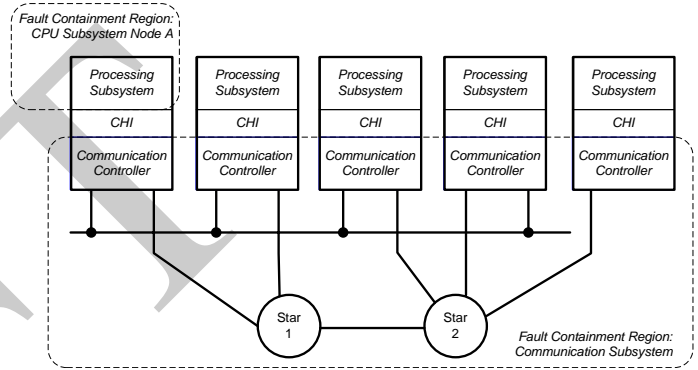 Fault Containment Region:
CPU Subsystem Node A
Processing
Subsystem
CHI
Communication
Controller
Processing
Subsystem
CHI
Communication
Controller
Processing
Subsystem
CHI
Communication
Controller
Processing
Subsystem
CHI
Communication
Controller
Processing
Subsystem
CHI
Communication
Controller
Star
1
Star
2
Fault Containment Region:
Communication Subsystem